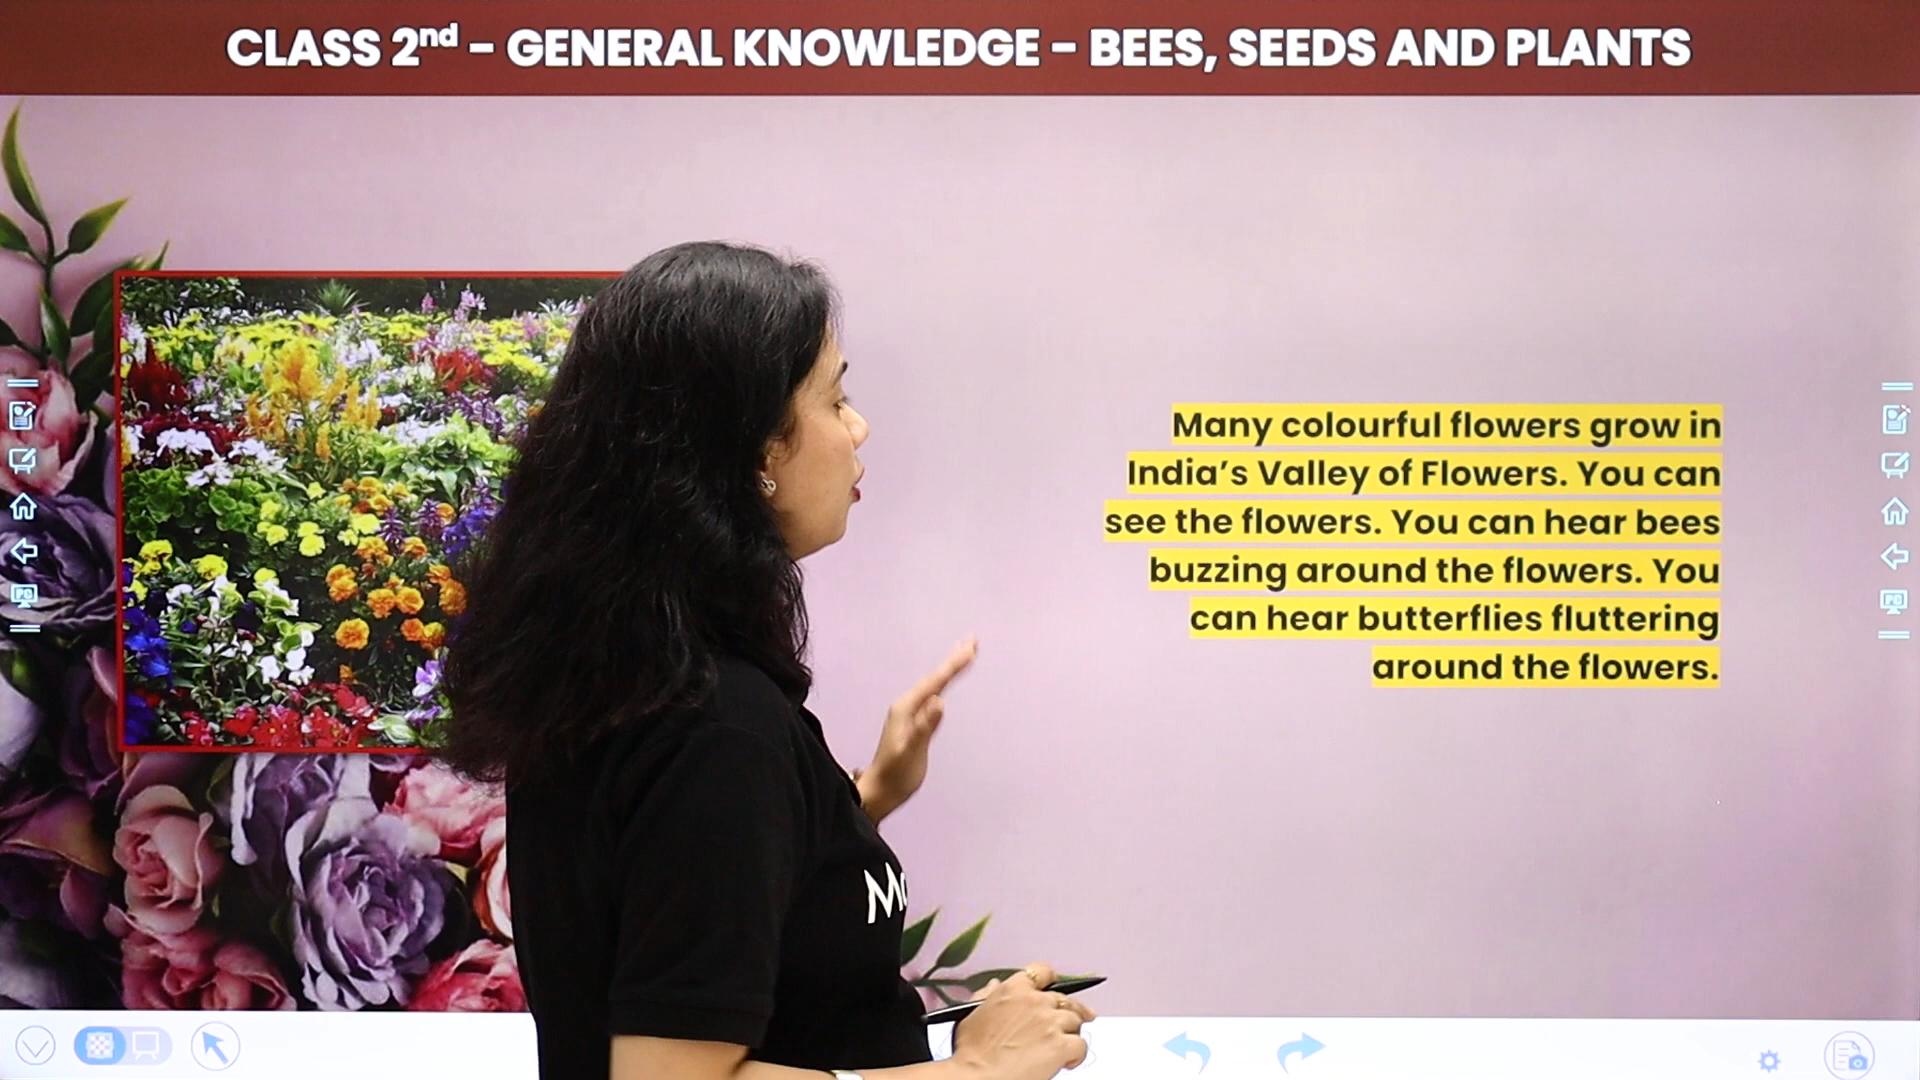 CLASS 2nd – GENERAL KNOWLEDGE – BEES, SEEDS AND PLANTS
Many colourful flowers grow in
India's Valley of Flowers. You can
see the flowers. You can hear bees
buzzing around the flowers. You
can hear butterflies fluttering
around the flowers.
PC
PC